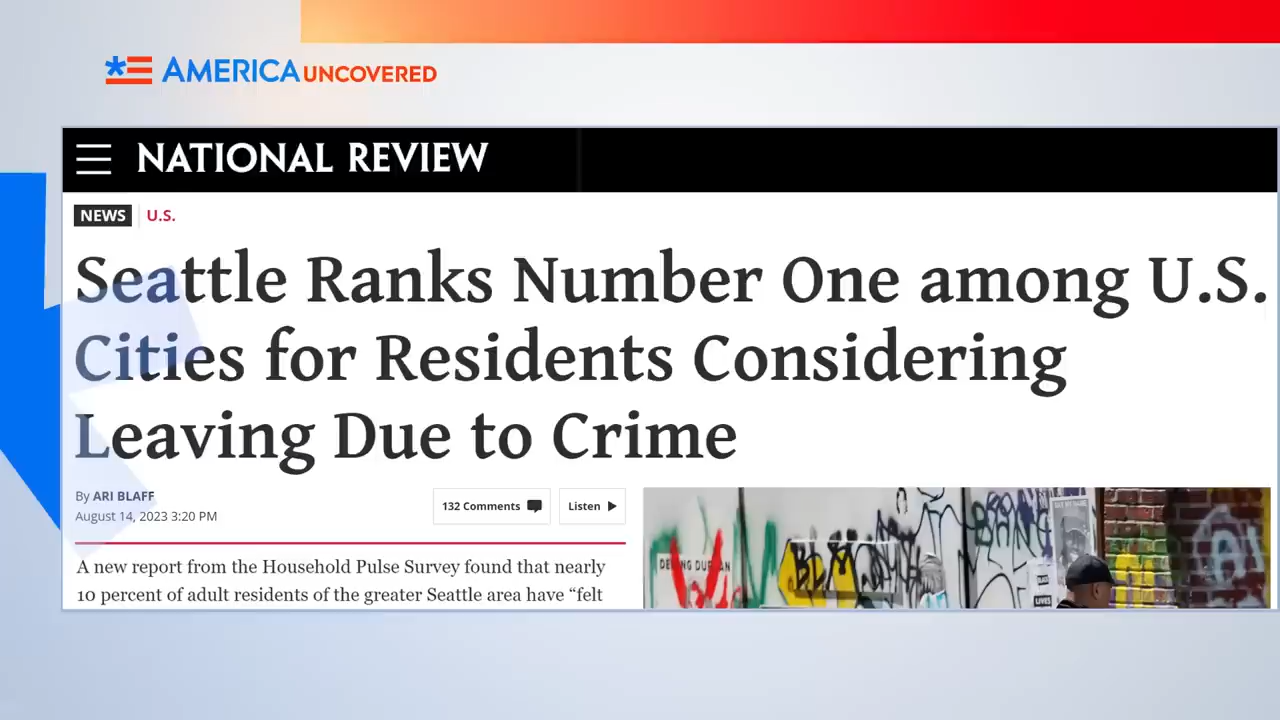 AMERICA UNCOVERED
NATIONAL REVIEW
NEWS U.S.
Seattle Ranks Number One among U.S.
Cities for Residents Considering
Leaving Due to Crime
By ARI BLAFF
August 14, 2023 3:20 PM
132 Comments
Listen
A new report from the Household Pulse Survey found that nearly
10 percent of adult residents of the greater Seattle area have “felt
LIVES